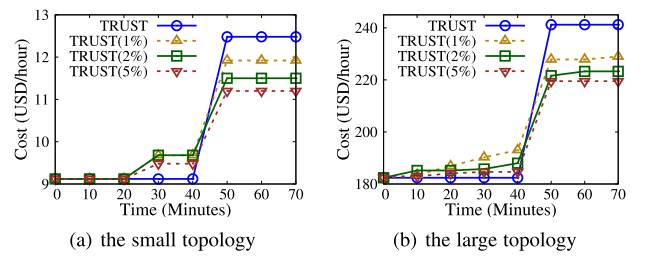 13
12
11
10
9
Cost (USD/hour)
TRUST
TRUST(1%)
TRUST(2%)
TRUST(5%)
0 10 20 30 40 50 60 70
Time (Minutes)
(a) the small topology
240
220
200
180
Cost (USD/hour)
TRUST
TRUST(1%)
TRUST(2%)
TRUST(5%)
0 10 20 30 40 50 60 70
Time (Minutes)
(b) the large topology